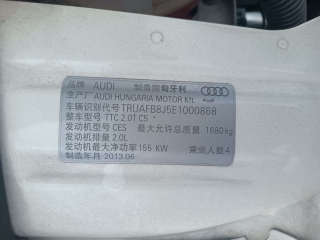 品牌 AUDI 制造国匈牙利
生产厂 AUDI HUNGARIA MOTOR Kft. Audi
车辆识别代号 TRUAFB8J5E1000868
整车型号 TTC 2.0T C5
发动机型号 CES 最大允许总质量 1680kg
发动机排量 2.0L
发动机最大净功率 155 KW 乘坐人数 4
制造年月 2013.06